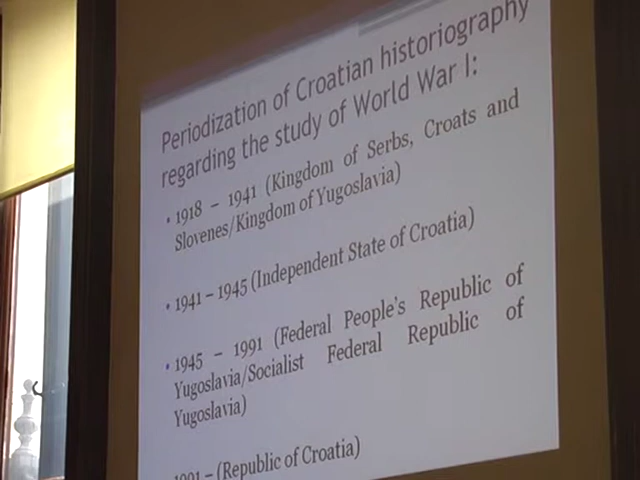 Periodization of Croatian historiography
regarding the study of World War I:
• 1918 – 1941 (Kingdom of Serbs, Croats and
Slovenes/Kingdom of Yugoslavia)
• 1941 – 1945 (Independent State of Croatia)
• 1945 – 1991 (Federal People's Republic of
Yugoslavia/Socialist Federal Republic of
Yugoslavia)
1991 – (Republic of Croatia)